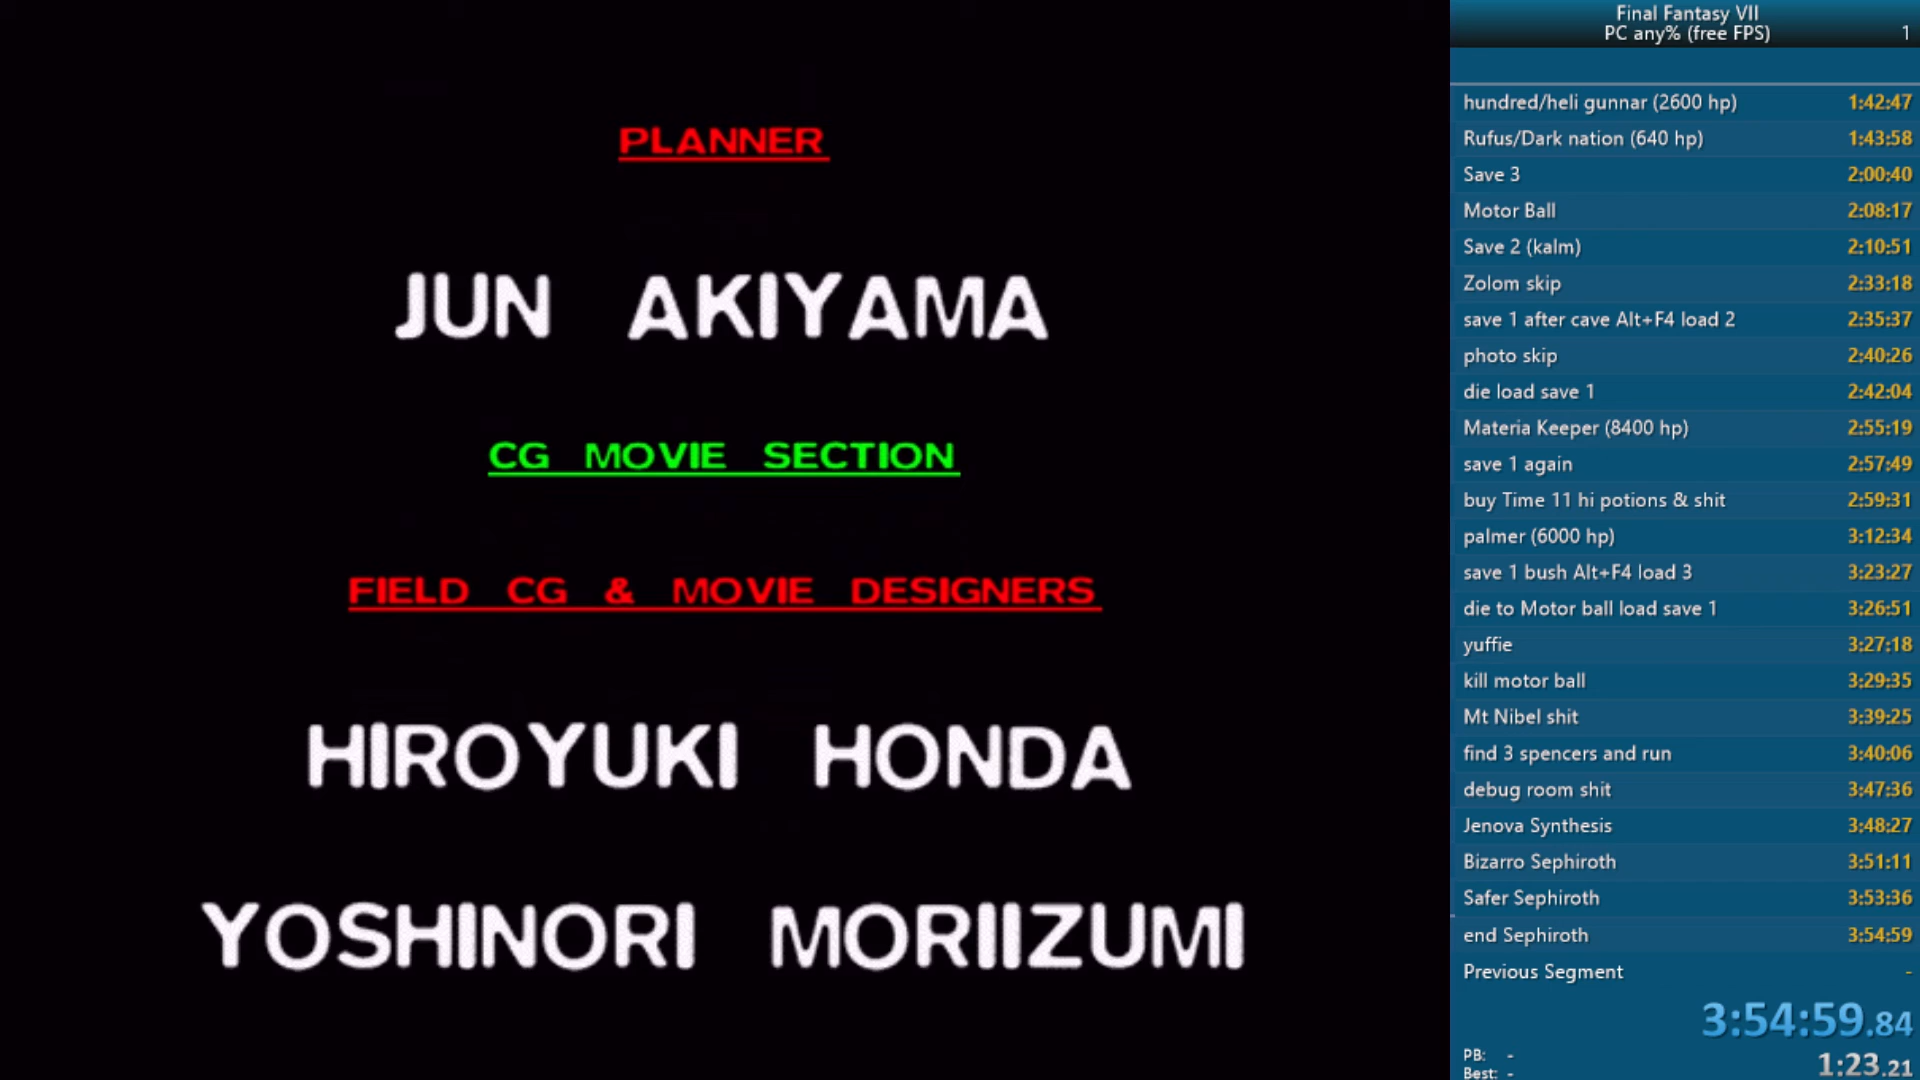 PLANNER
JUN AKIYAMA
CG MOVIE SECTION
FIELD CG & MOVIE DESIGNERS
HIROYUKI HONDA
YOSHINORI MORIIZUMI
Final Fantasy VII
PC any% (free FPS) 1
hundred/heli gunnar (2600 hp) 1:42:47
Rufus/Dark nation (640 hp) 1:43:58
Save 3 2:00:40
Motor Ball 2:08:17
Save 2 (kalm) 2:10:51
Zolom skip 2:33:18
save 1 after cave Alt+F4 load 2 2:35:37
photo skip 2:40:26
die load save 1 2:42:04
Materia Keeper (8400 hp) 2:55:19
save 1 again 2:57:49
buy Time 11 hi potions & shit 2:59:31
palmer (6000 hp) 3:12:34
save 1 bush Alt+F4 load 3 3:23:27
die to Motor ball load save 1 3:26:51
yuffie 3:27:18
kill motor ball 3:29:35
Mt Nibel shit 3:39:25
find 3 spencers and run 3:40:06
debug room shit 3:47:36
Jenova Synthesis 3:48:27
Bizarro Sephiroth 3:51:11
Safer Sephiroth 3:53:36
end Sephiroth 3:54:59
Previous Segment -
3:54:59.84
PB: -
Best: - 1:23.21